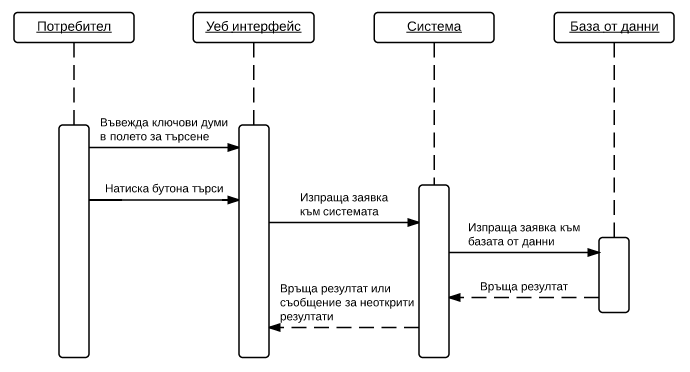 Потребител
Уеб интерфейс
Система
База от данни
Въвежда ключови думи
в полето за търсене
Натиска бутона търси
Изпраща заявка
към системата
Изпраща заявка към
базата от данни
Връща резултат
Връща резултат или
съобщение за неоткрити
резултати